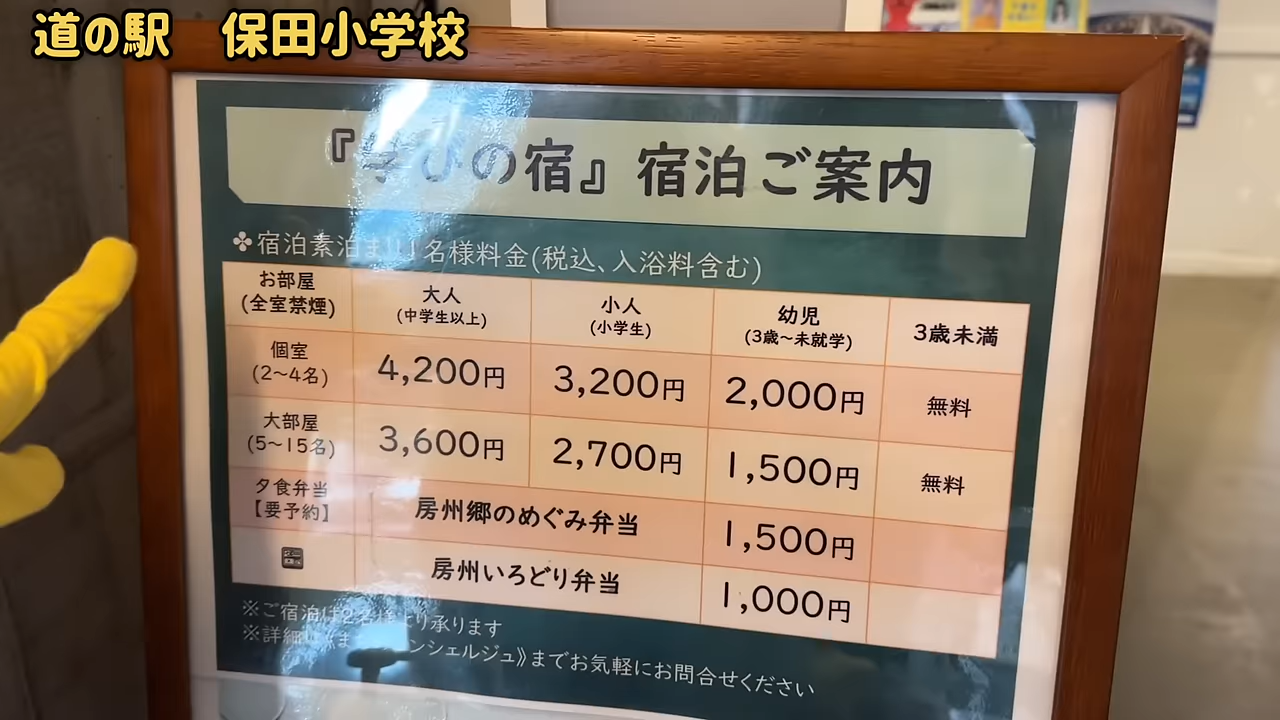 道の駅　保田小学校
『学びの宿』宿泊ご案内
✤宿泊素泊まり1名様料金(税込、入浴料含む)
お部屋 大人 小人 幼児 3歳未満
(全室禁煙) (中学生以上) (小学生) (3歳～未就学)
個室 4,200円 3,200円 2,000円 無料
(2～4名)
大部屋 3,600円 2,700円 1,500円 無料
(5～15名)
夕食弁当 房州郷のめぐみ弁当 1,500円
【要予約】
房州いろどり弁当 1,000円
※ご宿泊は2名様より承ります
※詳細は ンシェルジュ》までお気軽にお問合せください